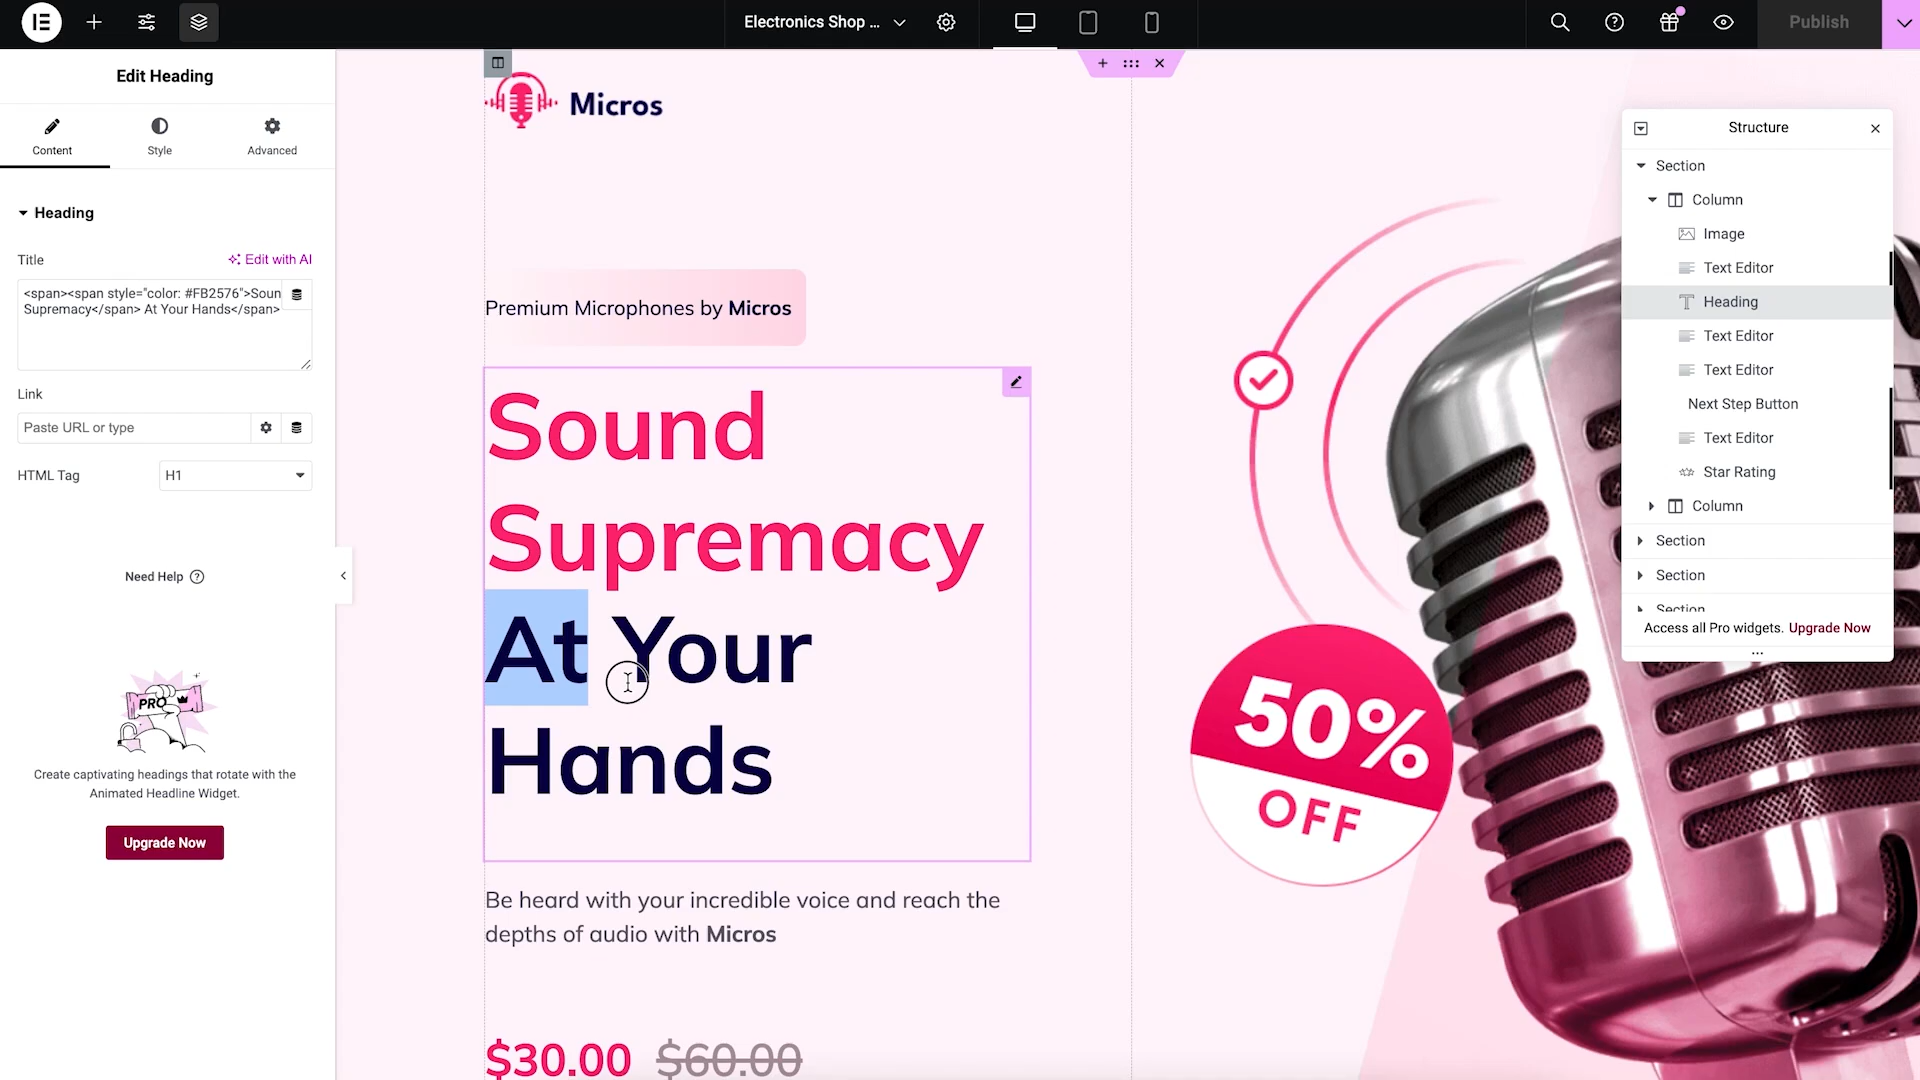 Electronics Shop ...
Publish
Edit Heading
Content
Style
Advanced
Heading
Title
Edit with AI
<span><span style="color: #FB2576">Soun
Supremacy</span> At Your Hands</span>
Link
Paste URL or type
HTML Tag
H1
Need Help
PRO
Create captivating headings that rotate with the
Animated Headline Widget.
Upgrade Now
Micros
Premium Microphones by Micros
Sound
Supremacy
At Your
Hands
Be heard with your incredible voice and reach the
depths of audio with Micros
$30.00 $60.00
50%
OFF
Structure
Section
Column
Image
Text Editor
Heading
Text Editor
Text Editor
Next Step Button
Text Editor
Star Rating
Column
Section
Section
Section
Access all Pro widgets. Upgrade Now